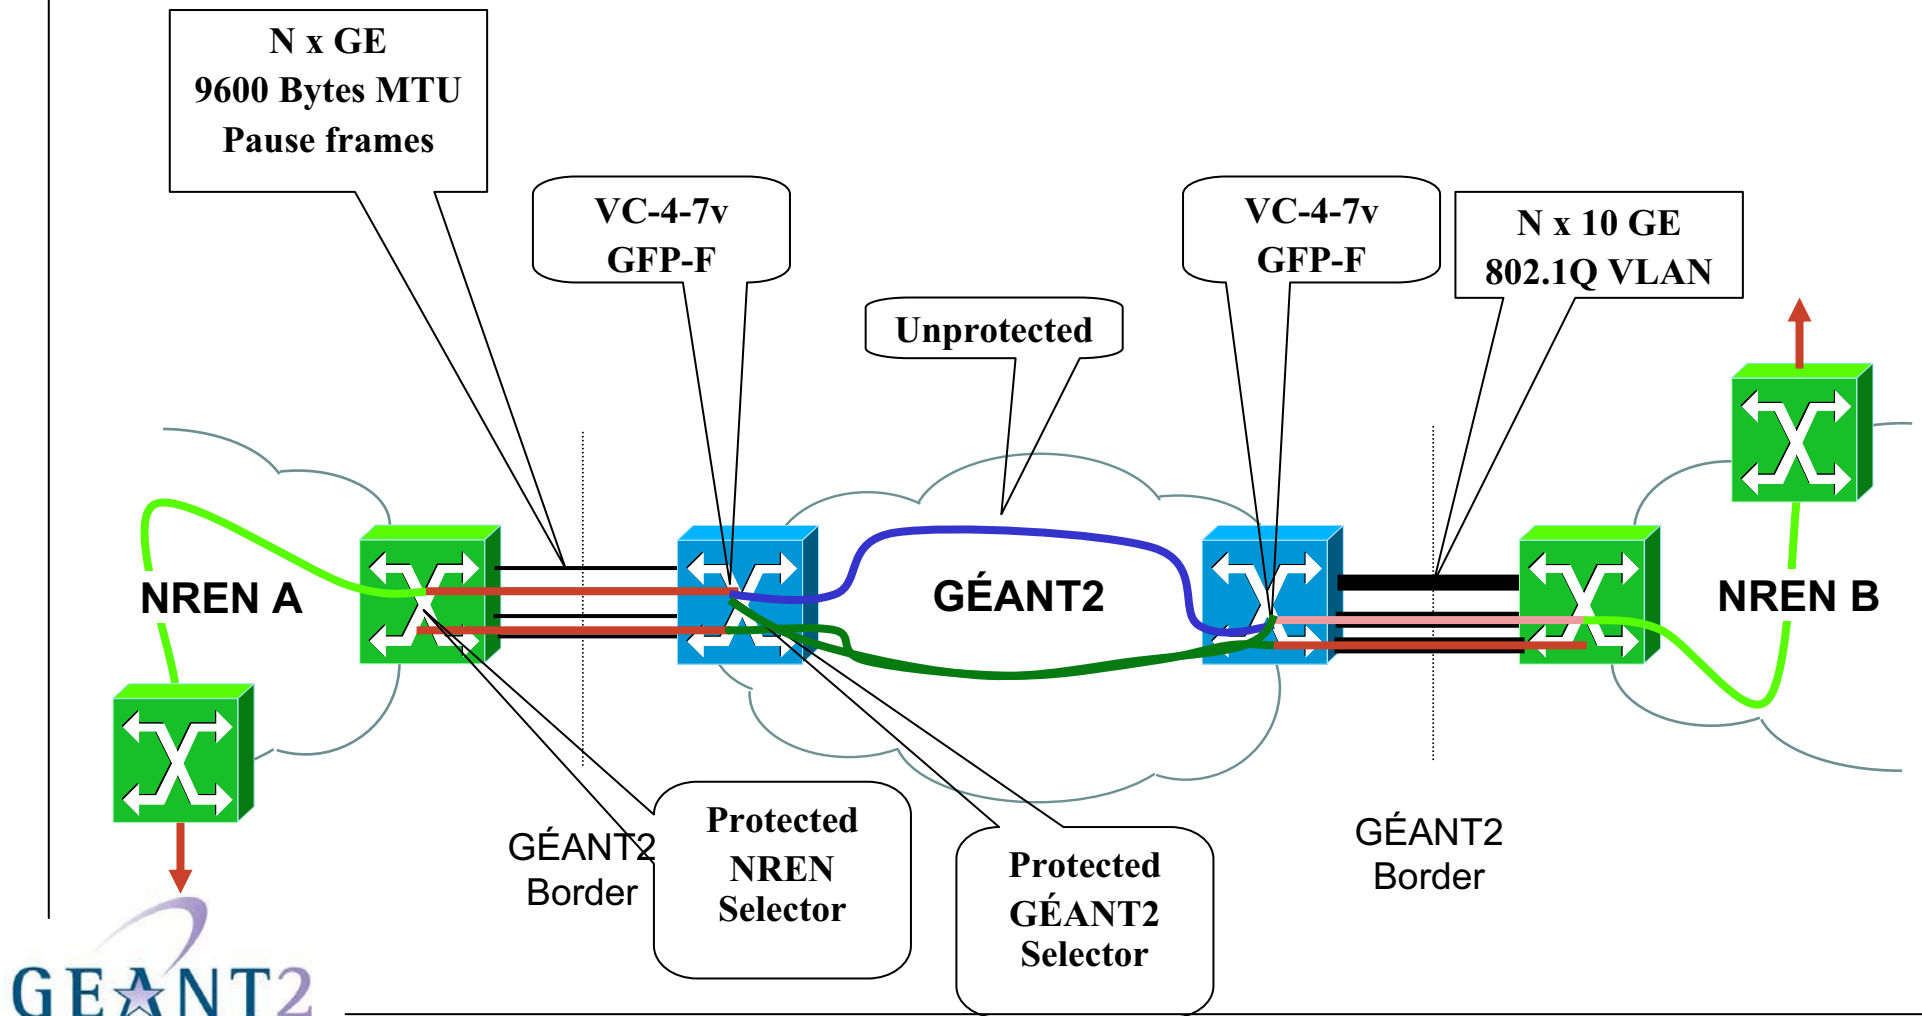 N x GE
9600 Bytes MTU
Pause frames
VC-4-7v
GFP-F
Unprotected
VC-4-7v
GFP-F
N x 10 GE
802.1Q VLAN
NREN A
GÉANT2
NREN B
GÉANT2
Border
Protected
NREN
Selector
Protected
GÉANT2
Selector
GÉANT2
Border
GEANT2